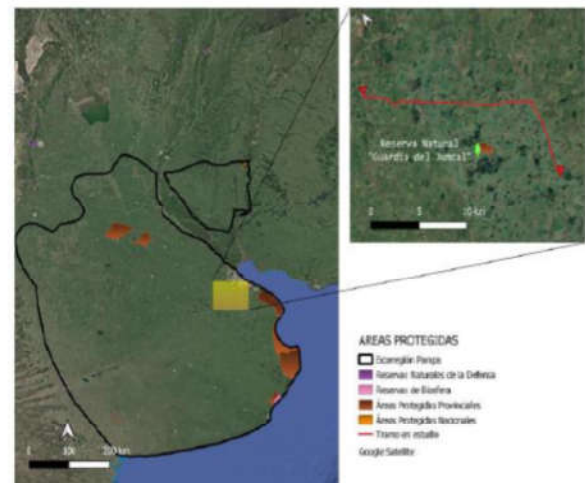 Reserva Natural
"Guardia del Juncal"
0 5 10 km
ÁREAS PROTEGIDAS
Ecorregión Pampa
Reservas Naturales de la Defensa
Reservas de Biosfera
Áreas Protegidas Provinciales
Áreas Protegidas Nacionales
Tramo en estudio
Google Satellite
0 100 200 km